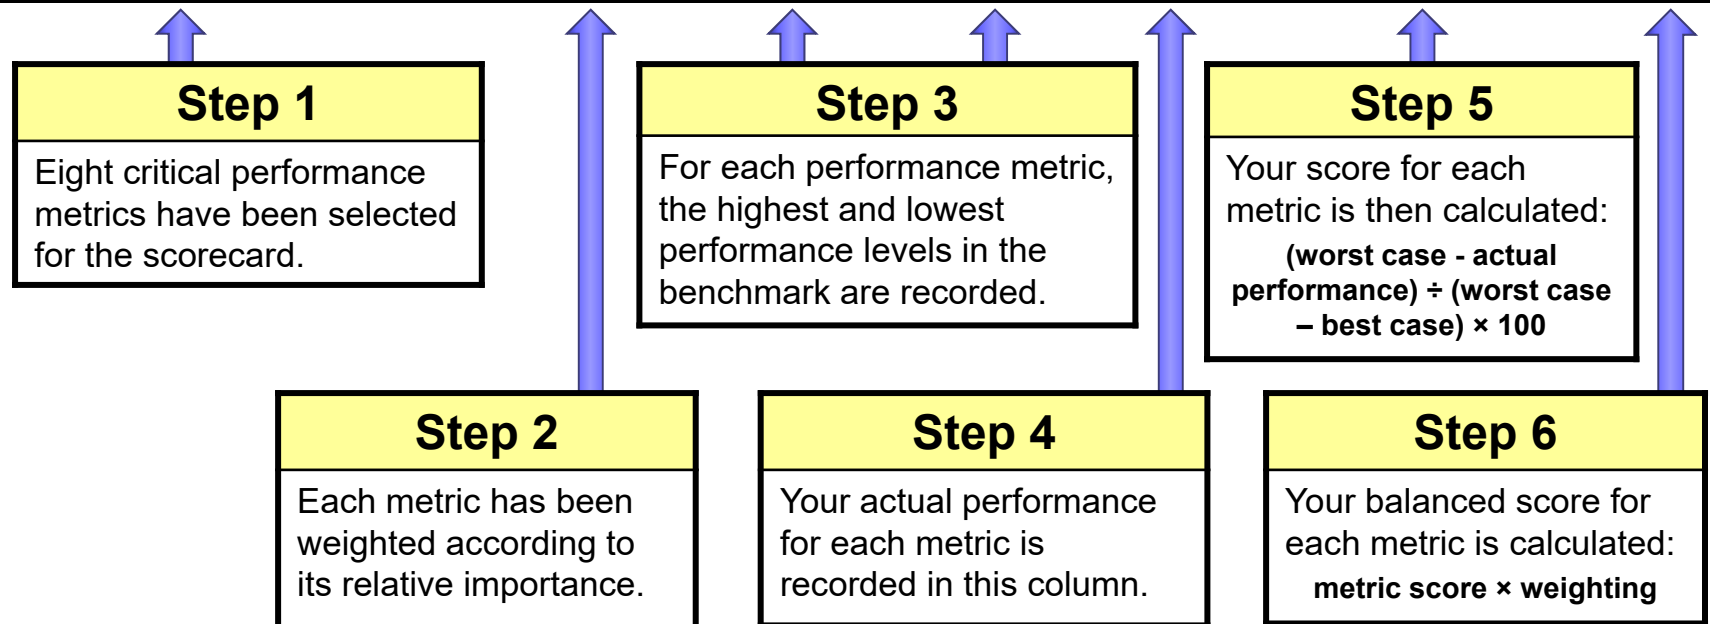 Step 1
Eight critical performance
metrics have been selected
for the scorecard.
Step 3
For each performance metric,
the highest and lowest
performance levels in the
benchmark are recorded.
Step 5
Your score for each
metric is then calculated:
(worst case - actual
performance) ÷ (worst case
– best case) × 100
Step 2
Each metric has been
weighted according to
its relative importance.
Step 4
Your actual performance
for each metric is
recorded in this column.
Step 6
Your balanced score for
each metric is calculated:
metric score × weighting